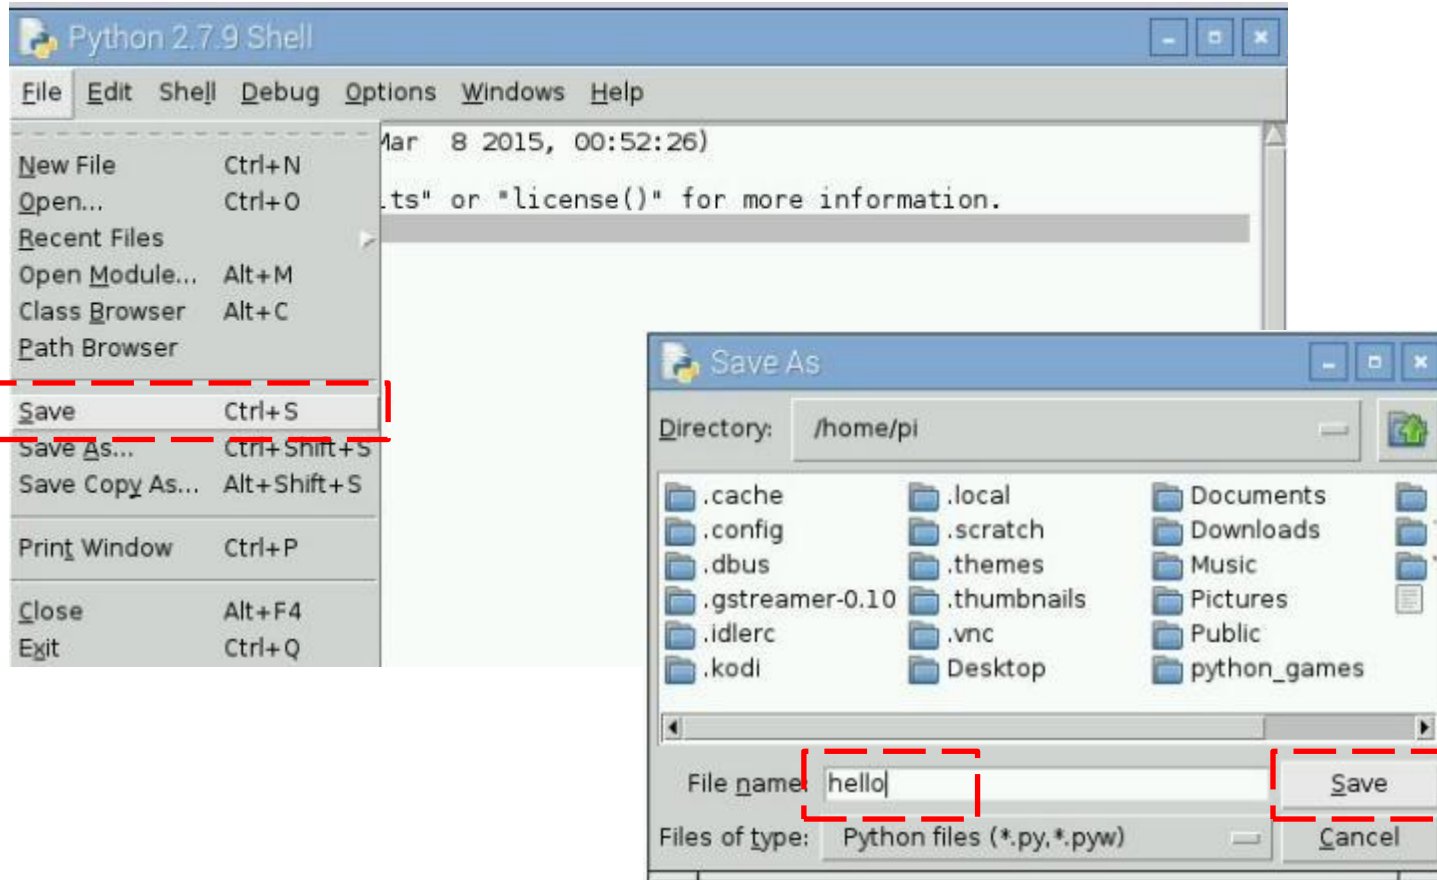 Python 2.7.9 Shell
File Edit Shell Debug Options Windows Help
Mar 8 2015, 00:52:26)
New File Ctrl+N
Open... Ctrl+O
its" or "license()" for more information.
Recent Files
Open Module... Alt+M
Class Browser Alt+C
Path Browser
Save Ctrl+S
Save As... Ctrl+Shift+S
Save Copy As... Alt+Shift+S
Print Window Ctrl+P
Close Alt+F4
Exit Ctrl+Q
Save As
Directory: /home/pi
.cache .local Documents
.config .scratch Downloads
.dbus .themes Music
.gstreamer-0.10 .thumbnails Pictures
.idlerc .vnc Public
.kodi Desktop python_games
File name: hello Save
Files of type: Python files (*.py,*.pyw) Cancel